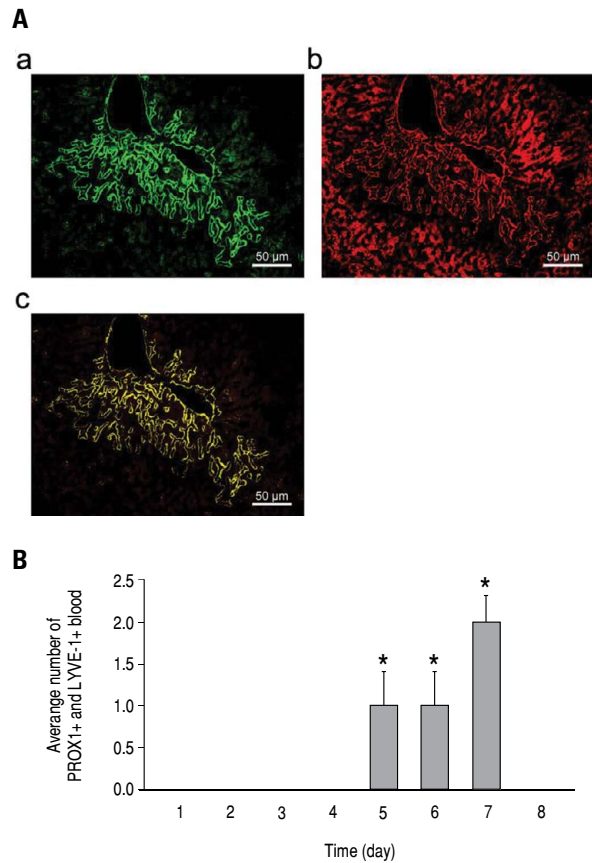 A
a
b
50 µm
50 µm
c
50 µm
B
Averange number of
PROX1+ and LYVE-1+ blood
2.5
2.0
1.5
1.0
0.5
0.0
* * *
1 2 3 4 5 6 7 8
Time (day)